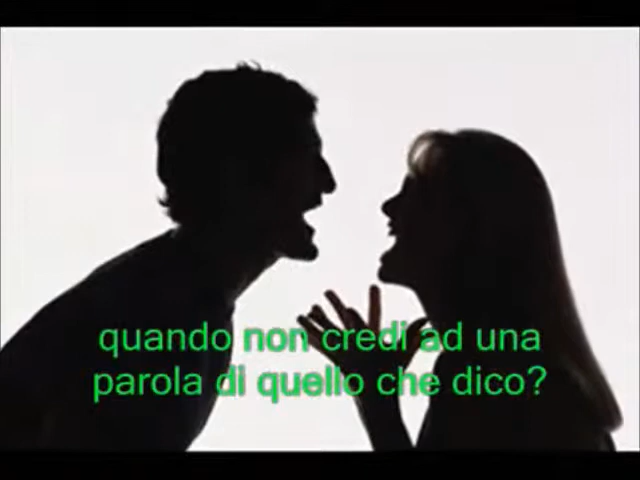 quando non credi ad una
parola di quello che dico?